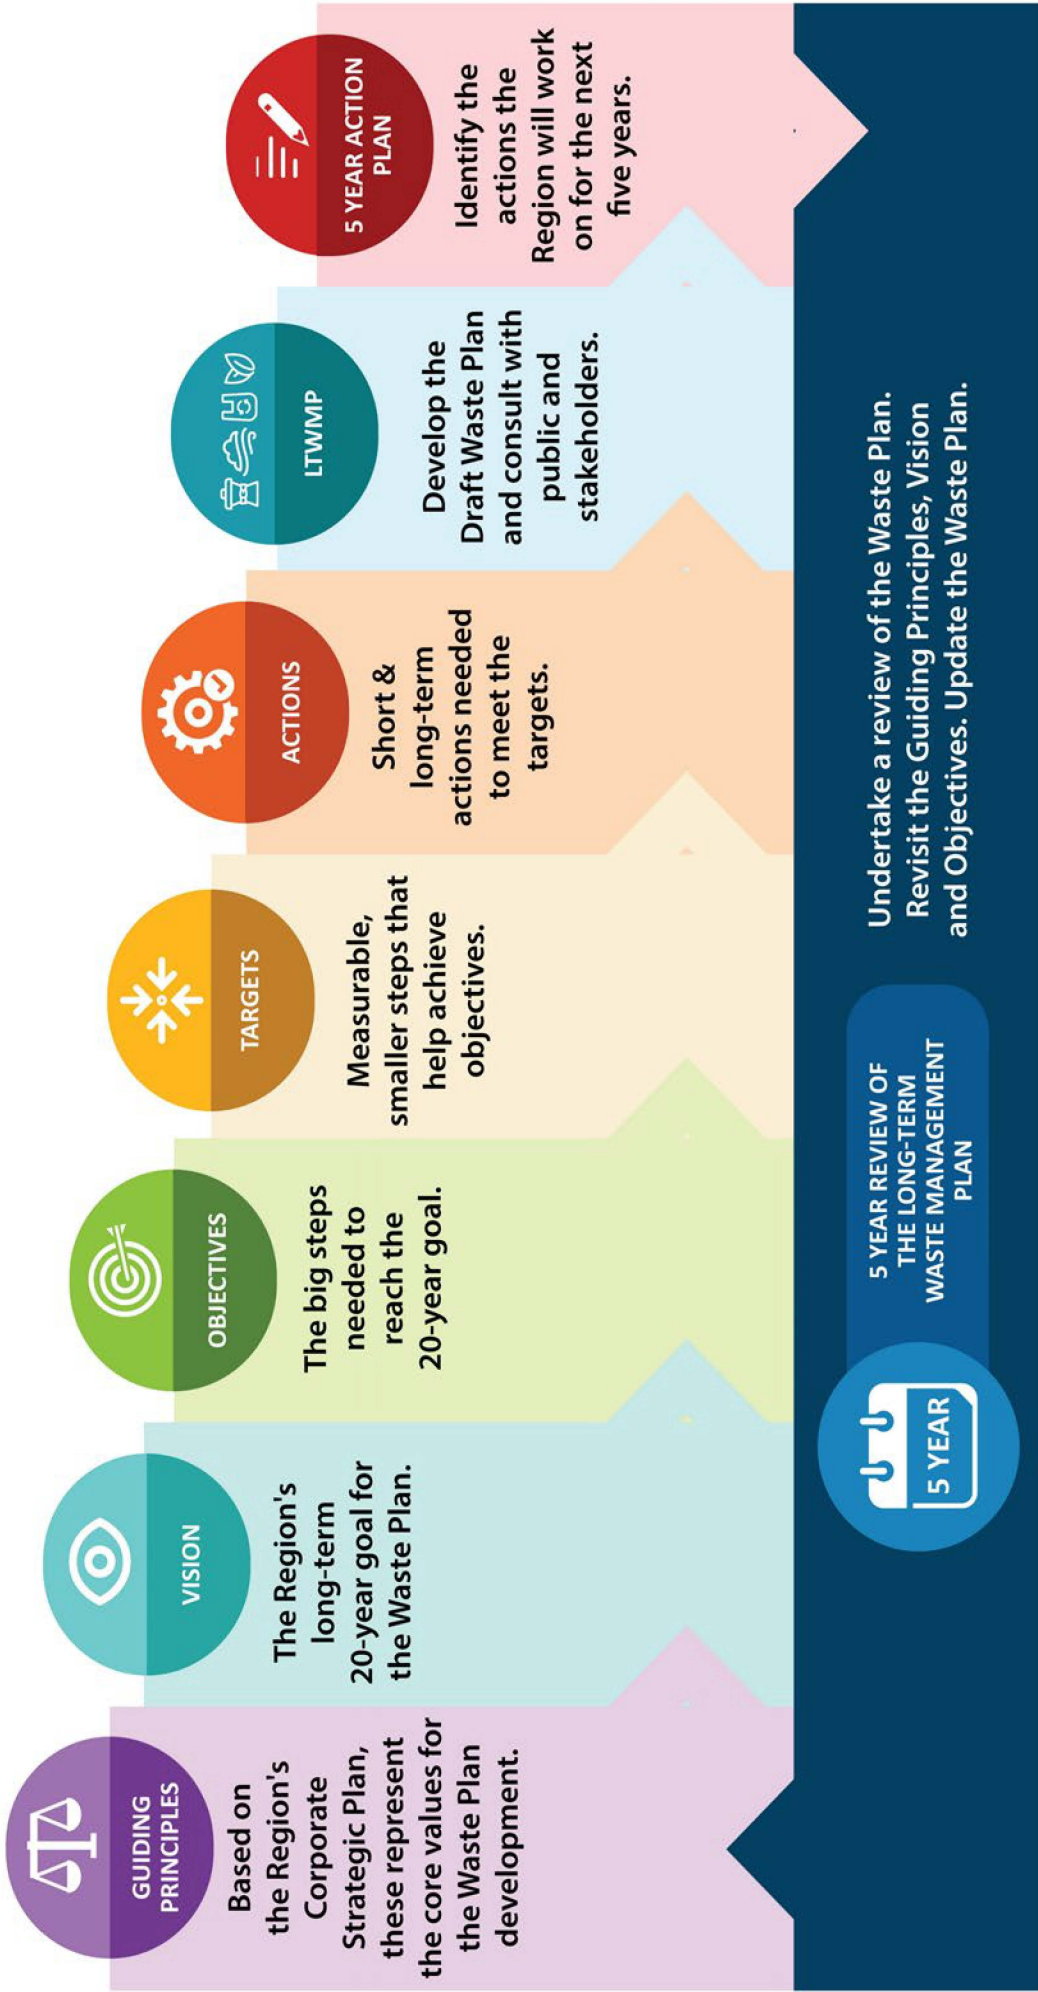 GUIDING
PRINCIPLES
Based on
the Region's
Corporate
Strategic Plan,
these represent
the core values for
the Waste Plan
development.
VISION
The Region's
long-term
20-year goal for
the Waste Plan.
OBJECTIVES
The big steps
needed to
reach the
20-year goal.
TARGETS
Measurable,
smaller steps that
help achieve
objectives.
ACTIONS
Short &
long-term
actions needed
to meet the
targets.
LTWMP
Develop the
Draft Waste Plan
and consult with
public and
stakeholders.
5 YEAR ACTION
PLAN
Identify the
actions the
Region will work
on for the next
five years.
5 YEAR
5 YEAR REVIEW OF
THE LONG-TERM
WASTE MANAGEMENT
PLAN
Undertake a review of the Waste Plan.
Revisit the Guiding Principles, Vision
and Objectives. Update the Waste Plan.